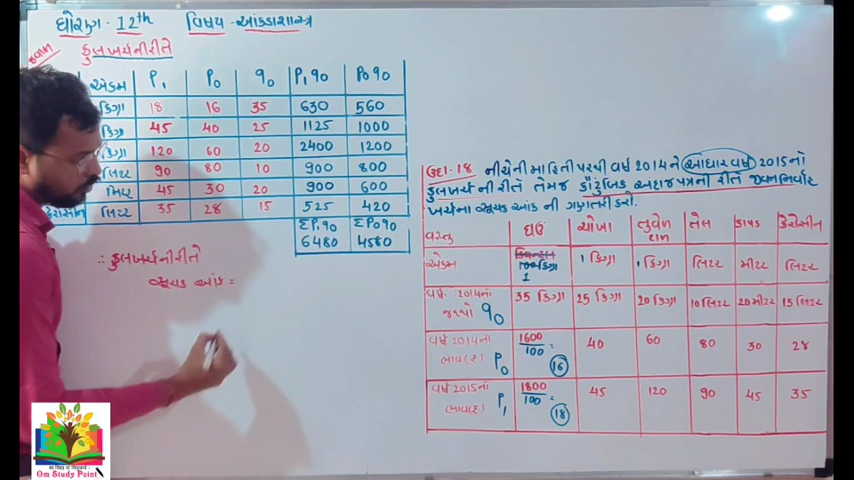 ધોરણ - 12th વિષય - આંકડાશાસ્ત્ર
કુલ ખર્ચની રીતે
એકમ P1 P0 q0 P1q0 P0q0
કિગ્રા 18 16 35 630 560
કિગ્રા 45 40 25 1125 1000
કિગ્રા 120 60 20 2400 1200
લિટર 90 80 10 900 800
મિટર 45 30 20 900 600
કેરોસીન લિટર 35 28 15 525 420
ΣP1q0 ΣP0q0
6480 4580
∴ કુલ ખર્ચની રીતે
સૂચક આંક =
ઉદા-18 નીચેની માહિતી પરથી વર્ષ 2014 ને આધાર વર્ષ 2015 નો
કુલ ખર્ચ ની રીતે તેમજ કૌટુંબિક અંદાજપત્રની રીતે જીવનનિર્વાહ
ખર્ચના સૂચક આંક ની ગણતરી કરો.
વસ્તુ ઘઉં ચોખા તુવેર દાળ તેલ કાપડ કેરોસીન
એકમ 100 કિગ્રા 1 1 કિગ્રા 1 કિગ્રા લિટર મીટર લિટર
વર્ષ 2014નો જથ્થો q0 35 કિગ્રા 25 કિગ્રા 20 કિગ્રા 10 લિટર 20 મીટર 15 લિટર
વર્ષ 2014નો ભાવ(₹) P0 1600/100 = 16 40 60 80 30 28
વર્ષ 2015નો ભાવ(₹) P1 1800/100 = 18 45 120 90 45 35
Om Study Point